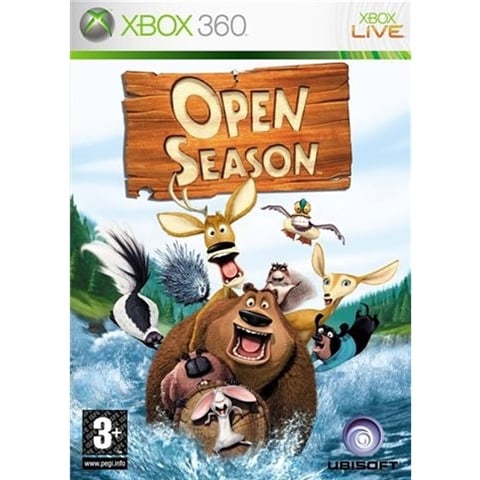 XBOX 360
XBOX
LIVE
OPEN
SEASON
3+
www.pegi.info
UBISOFT